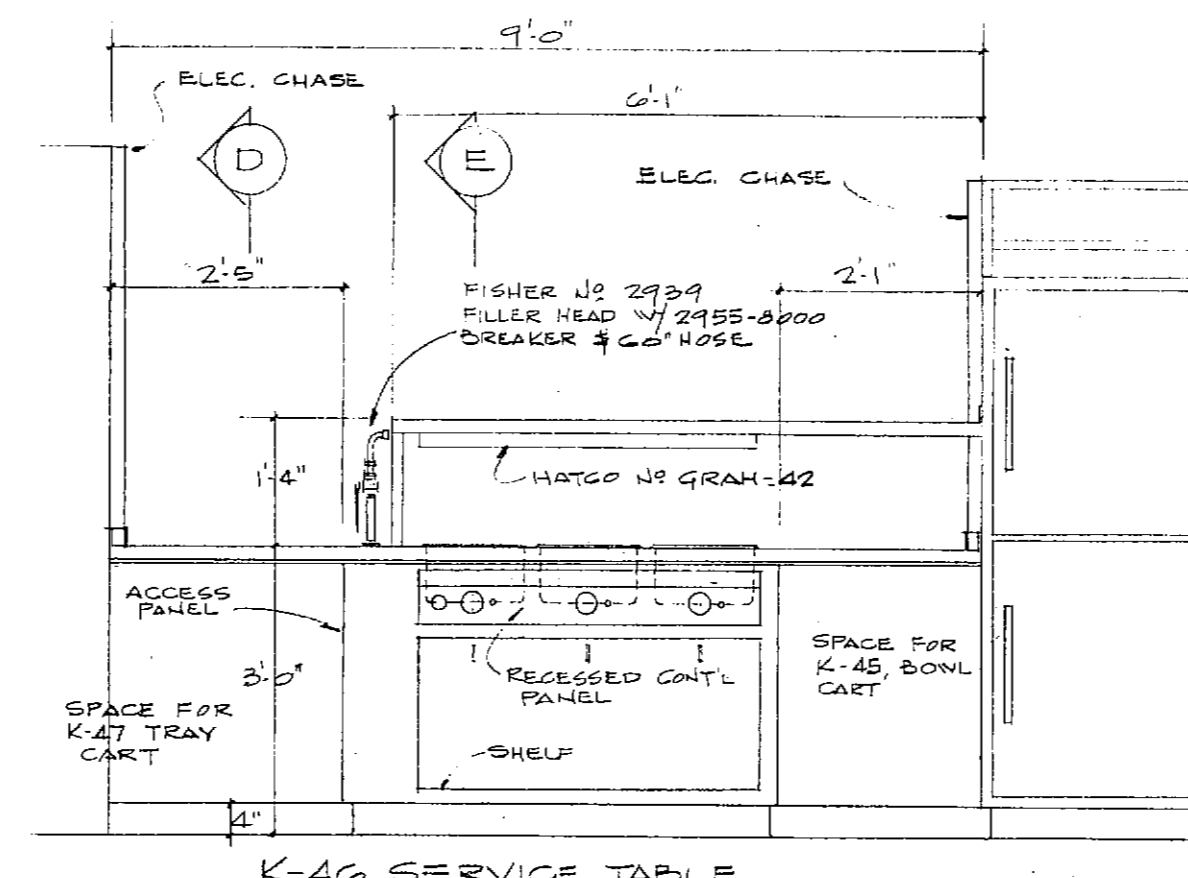 9'-0"
ELEC. CHASE
6'-1"
D
E
ELEC. CHASE
2'-5"
2'-1"
FISHER Nº 2939
FILLER HEAD W/ 2955-8000
BREAKER & 60" HOSE
1'-4"
HATCO Nº GRAH-42
ACCESS
PANEL
SPACE FOR
K-45, BOWL
CART
3'-0"
RECESSED CONT'L
PANEL
SPACE FOR
K-47 TRAY
CART
SHELF
4"
K-46 SERVICE TABLE